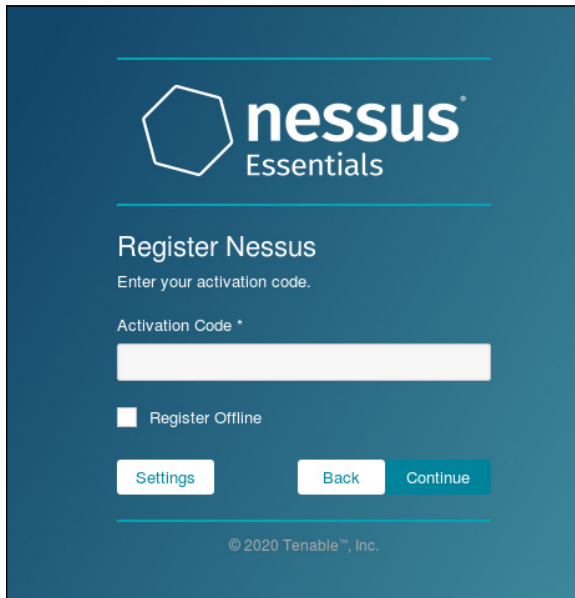 nessus®
Essentials
Register Nessus
Enter your activation code.
Activation Code *
Register Offline
Settings Back Continue
© 2020 Tenable™, Inc.